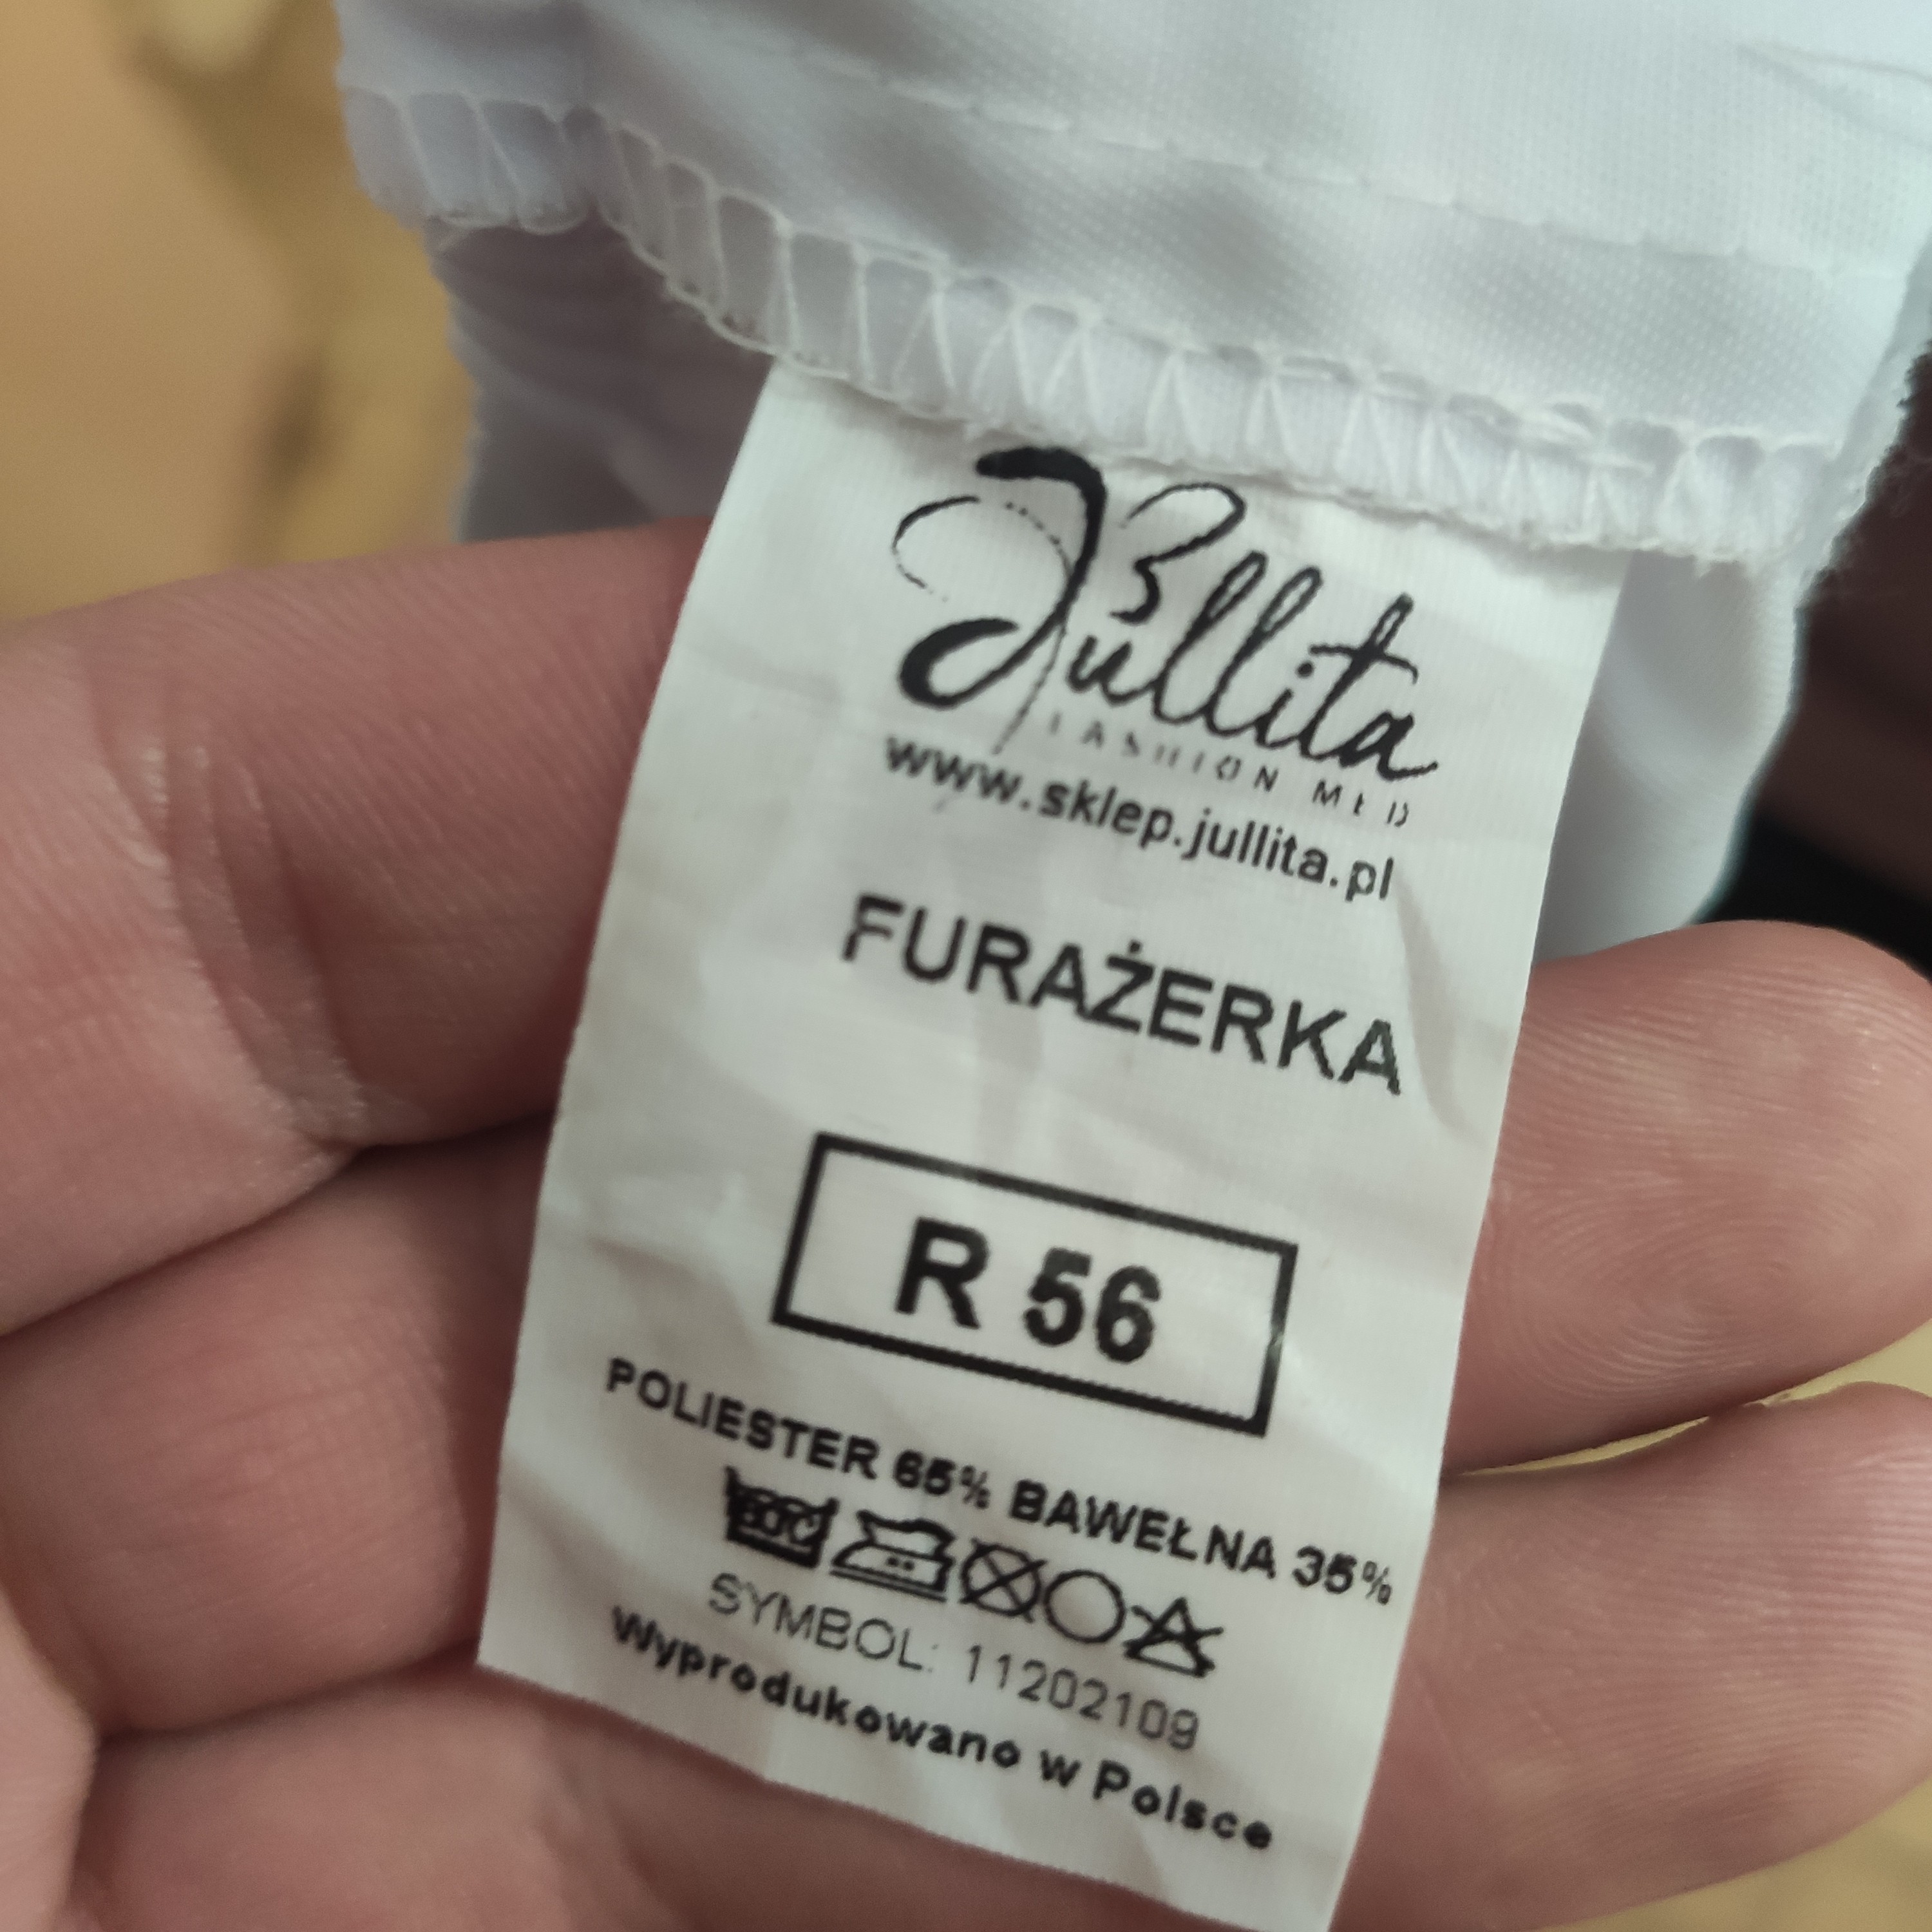 Jullita
FASHION MED
www.sklep.jullita.pl
FURAŻERKA
R 56
POLIESTER 65% BAWEŁNA 35%
SYMBOL: 11202109
Wyprodukowano w Polsce